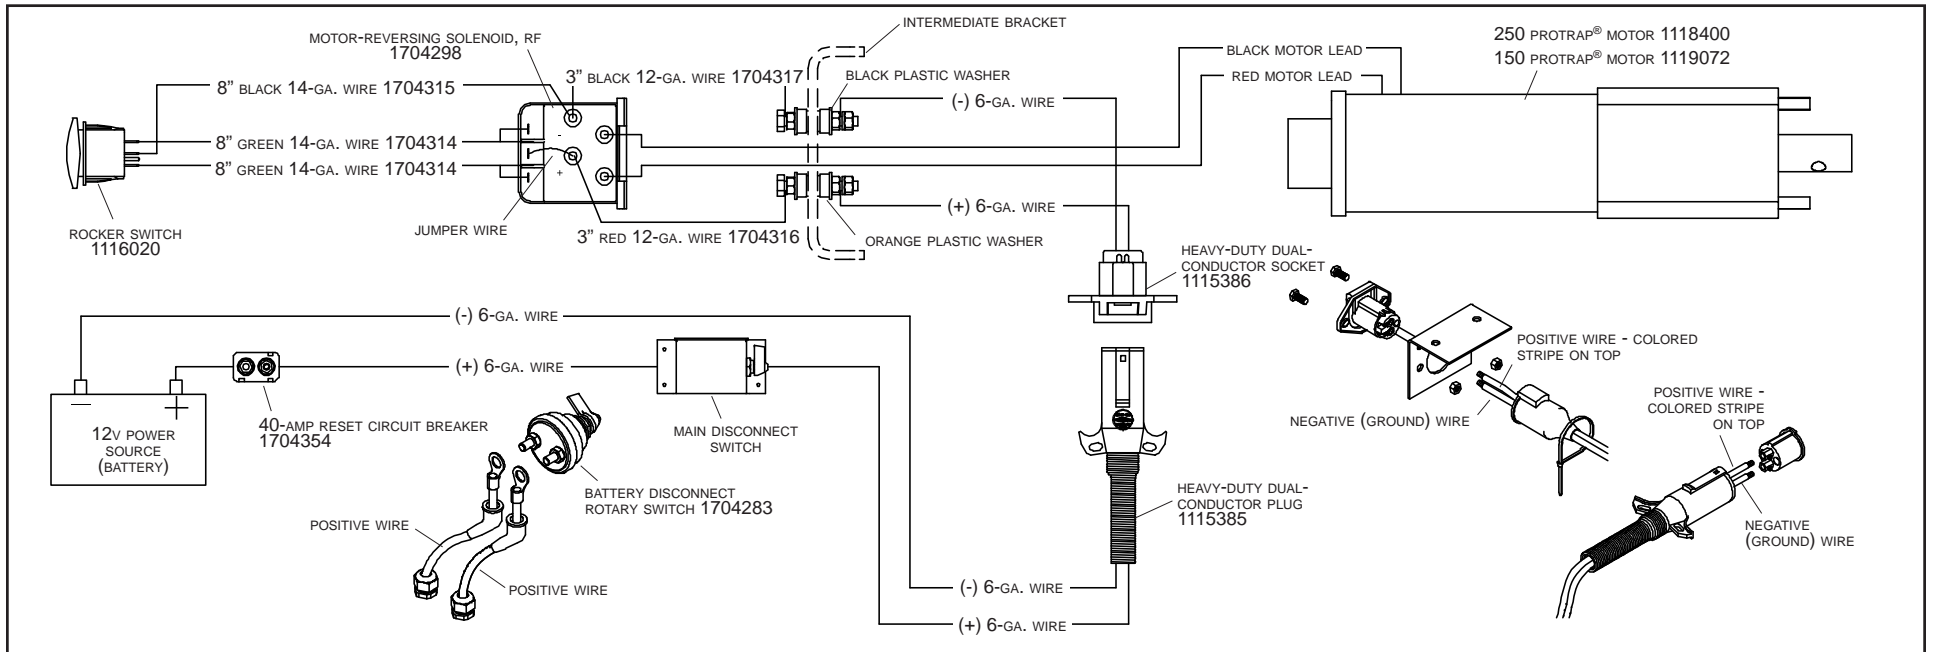 INTERMEDIATE BRACKET
MOTOR-REVERSING SOLENOID, RF
1704298
250 PROTRAP® MOTOR 1118400
150 PROTRAP® MOTOR 1119072
BLACK MOTOR LEAD
RED MOTOR LEAD
3” BLACK 12-GA. WIRE 1704317
BLACK PLASTIC WASHER
8” BLACK 14-GA. WIRE 1704315
(-) 6-GA. WIRE
8” GREEN 14-GA. WIRE 1704314
8” GREEN 14-GA. WIRE 1704314
-
+
ROCKER SWITCH
1116020
JUMPER WIRE
3” RED 12-GA. WIRE 1704316
(+) 6-GA. WIRE
ORANGE PLASTIC WASHER
HEAVY-DUTY DUAL-
CONDUCTOR SOCKET
1115386
(-) 6-GA. WIRE
(+) 6-GA. WIRE
12V POWER
SOURCE
(BATTERY)
40-AMP RESET CIRCUIT BREAKER
1704354
MAIN DISCONNECT
SWITCH
BATTERY DISCONNECT
ROTARY SWITCH 1704283
POSITIVE WIRE
POSITIVE WIRE
HEAVY-DUTY DUAL-
CONDUCTOR PLUG
1115385
(-) 6-GA. WIRE
(+) 6-GA. WIRE
POSITIVE WIRE - COLORED
STRIPE ON TOP
NEGATIVE (GROUND) WIRE
POSITIVE WIRE -
COLORED STRIPE
ON TOP
NEGATIVE
(GROUND) WIRE